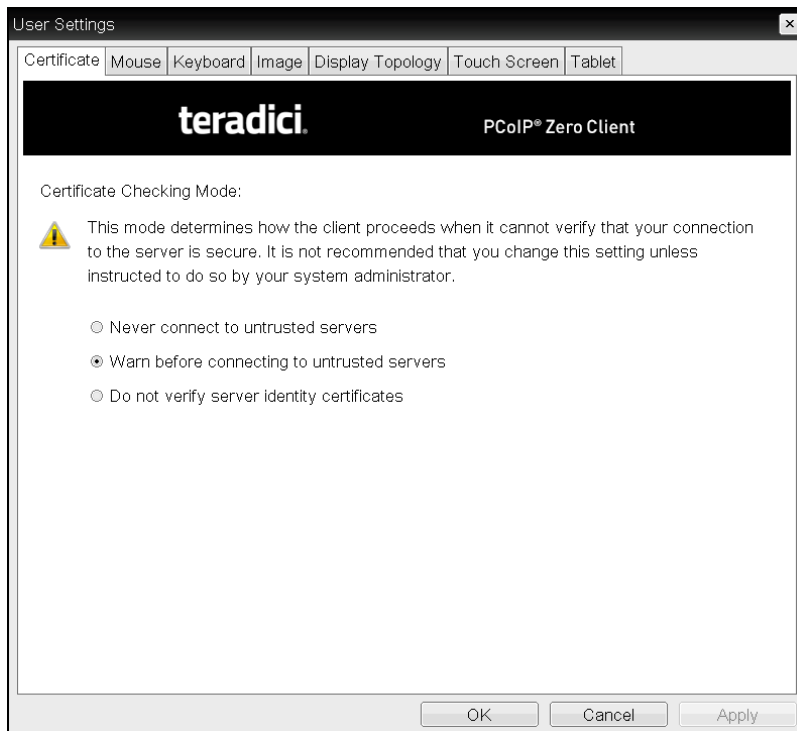 User Settings
Certificate Mouse Keyboard Image Display Topology Touch Screen Tablet
teradici. PCoIP® Zero Client
Certificate Checking Mode:
This mode determines how the client proceeds when it cannot verify that your connection
to the server is secure. It is not recommended that you change this setting unless
instructed to do so by your system administrator.
Never connect to untrusted servers
Warn before connecting to untrusted servers
Do not verify server identity certificates
OK Cancel Apply